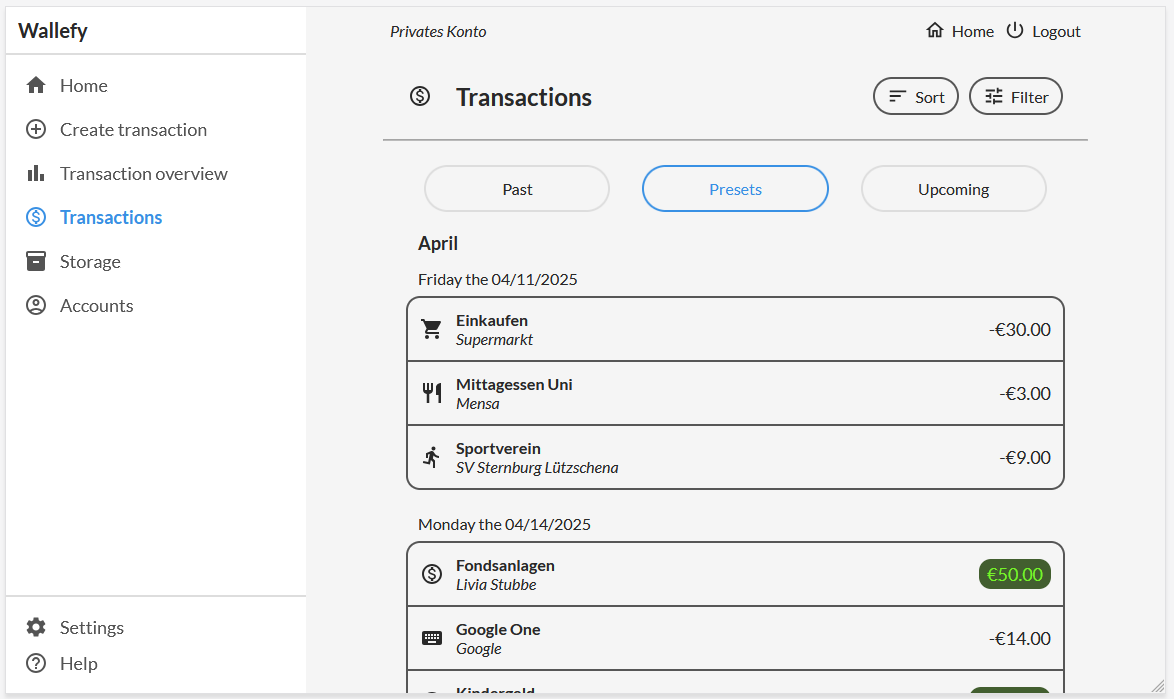 Wallefy
Home
Create transaction
Transaction overview
Transactions
Storage
Accounts
Settings
Help
Privates Konto
Home
Logout
Transactions
Sort
Filter
Past
Presets
Upcoming
April
Friday the 04/11/2025
Einkaufen
Supermarkt
-€30.00
Mittagessen Uni
Mensa
-€3.00
Sportverein
SV Sternburg Lützschena
-€9.00
Monday the 04/14/2025
Fondsanlagen
Livia Stubbe
€50.00
Google One
Google
-€14.00
Kindergeld